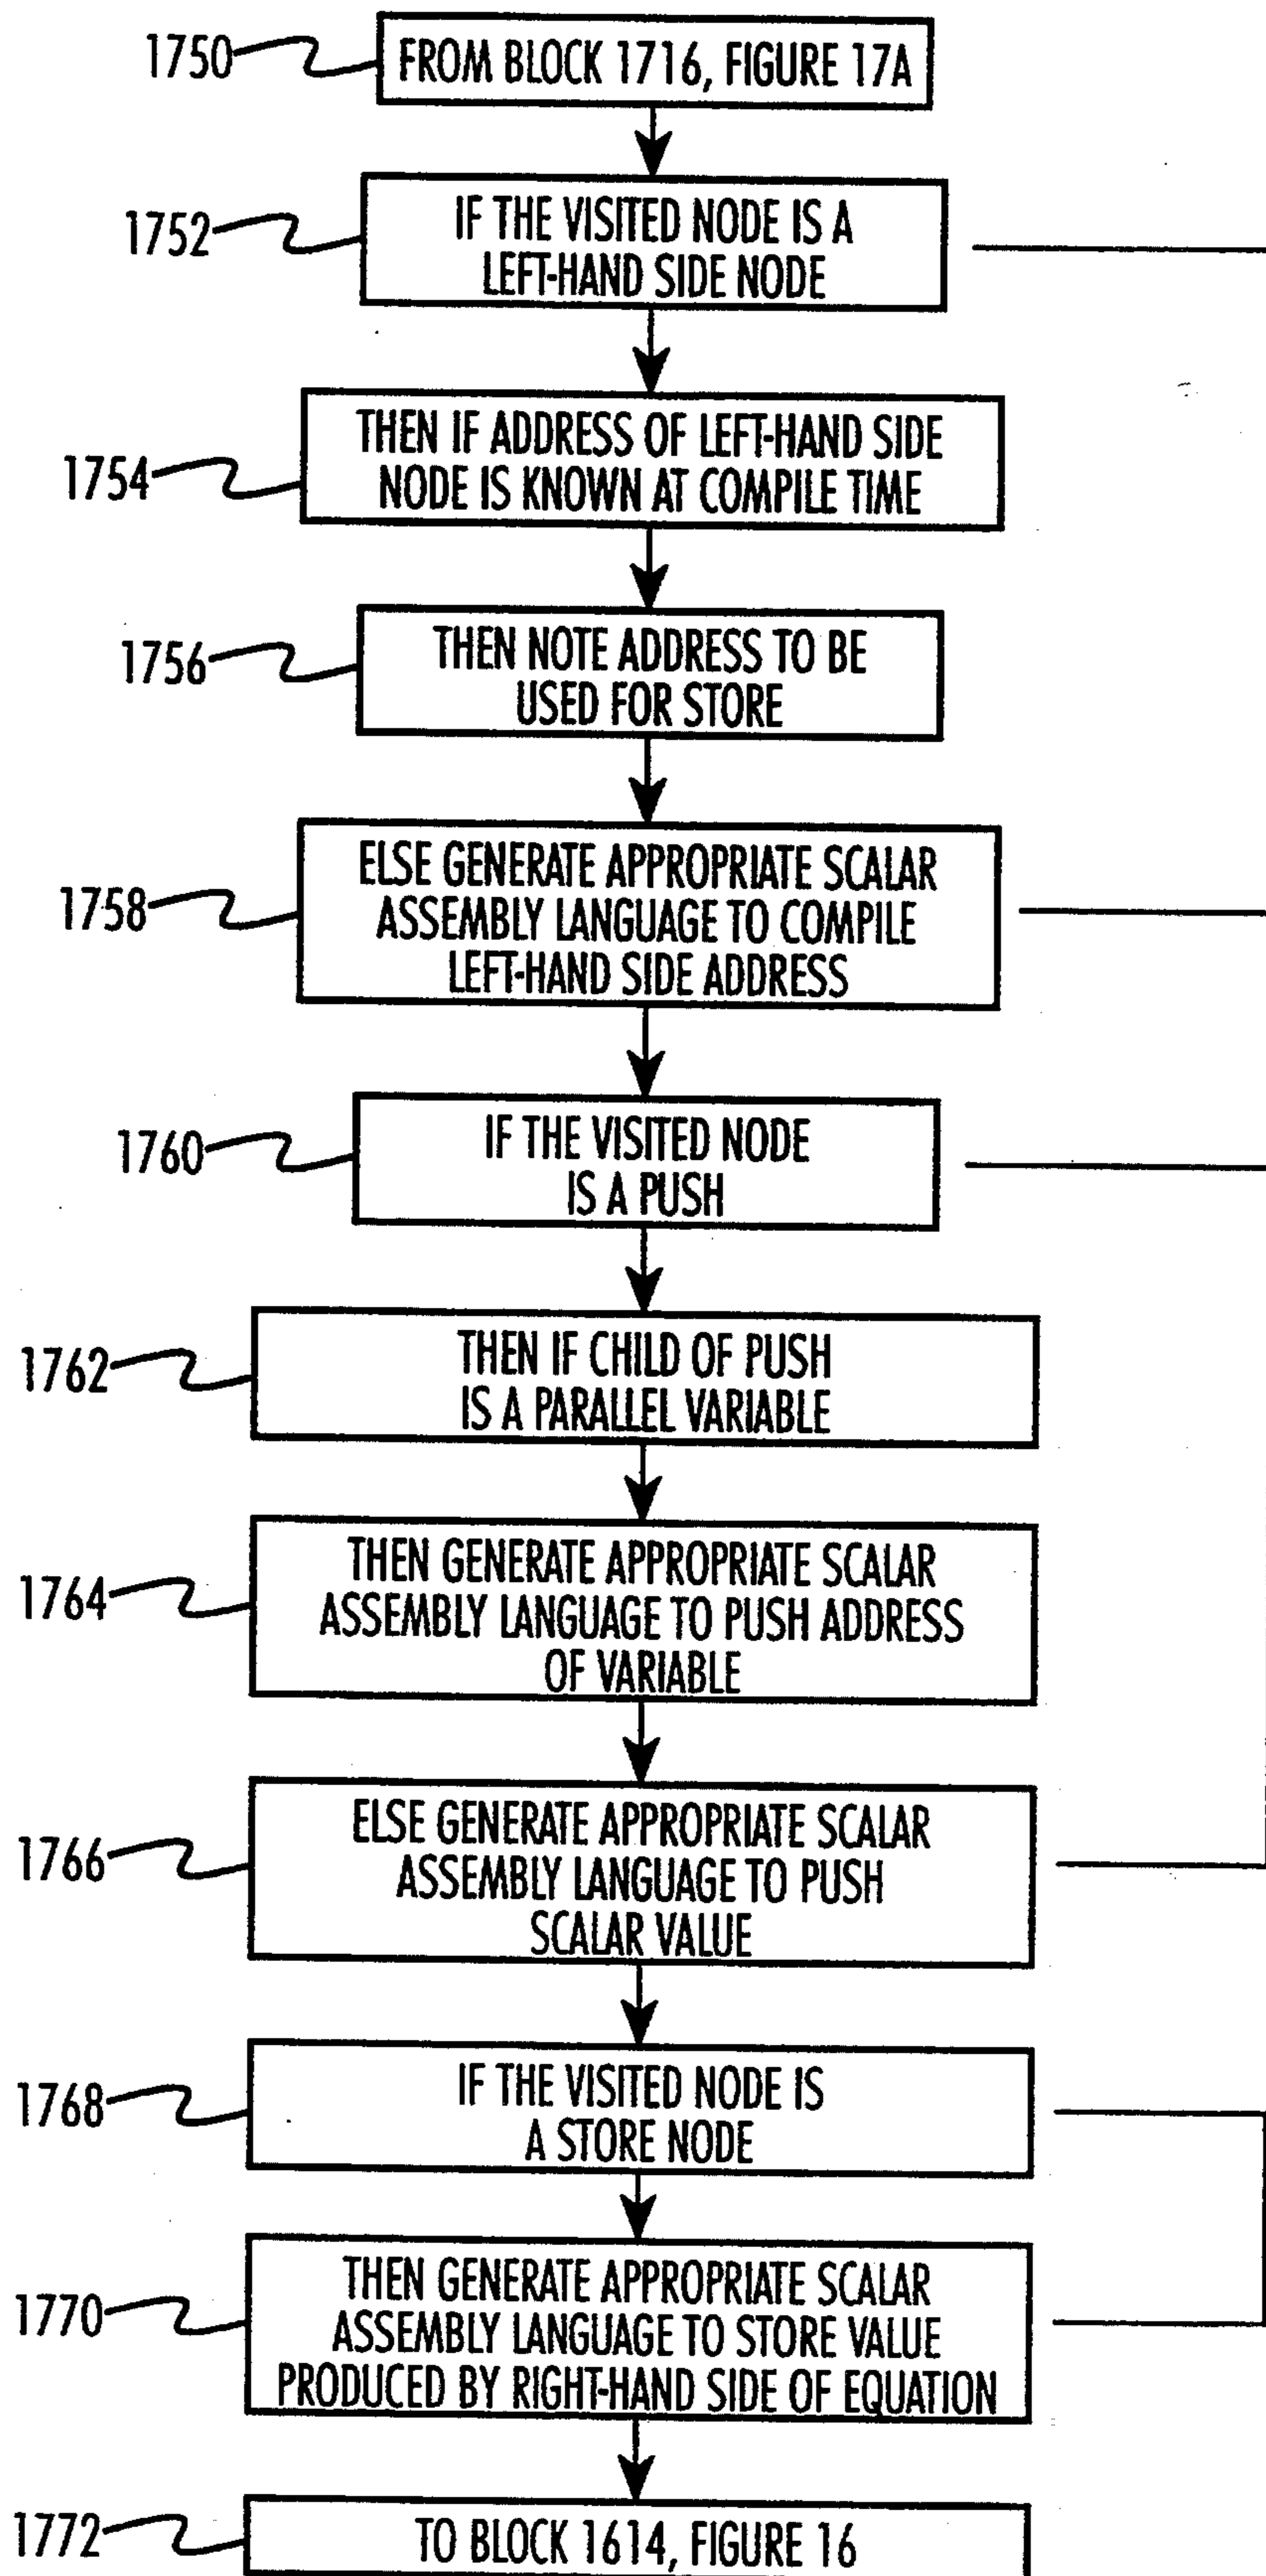 1750
FROM BLOCK 1716, FIGURE 17A
1752
IF THE VISITED NODE IS A
LEFT-HAND SIDE NODE
1754
THEN IF ADDRESS OF LEFT-HAND SIDE
NODE IS KNOWN AT COMPILE TIME
1756
THEN NOTE ADDRESS TO BE
USED FOR STORE
1758
ELSE GENERATE APPROPRIATE SCALAR
ASSEMBLY LANGUAGE TO COMPILE
LEFT-HAND SIDE ADDRESS
1760
IF THE VISITED NODE
IS A PUSH
1762
THEN IF CHILD OF PUSH
IS A PARALLEL VARIABLE
1764
THEN GENERATE APPROPRIATE SCALAR
ASSEMBLY LANGUAGE TO PUSH ADDRESS
OF VARIABLE
1766
ELSE GENERATE APPROPRIATE SCALAR
ASSEMBLY LANGUAGE TO PUSH
SCALAR VALUE
1768
IF THE VISITED NODE IS
A STORE NODE
1770
THEN GENERATE APPROPRIATE SCALAR
ASSEMBLY LANGUAGE TO STORE VALUE
PRODUCED BY RIGHT-HAND SIDE OF EQUATION
1772
TO BLOCK 1614, FIGURE 16